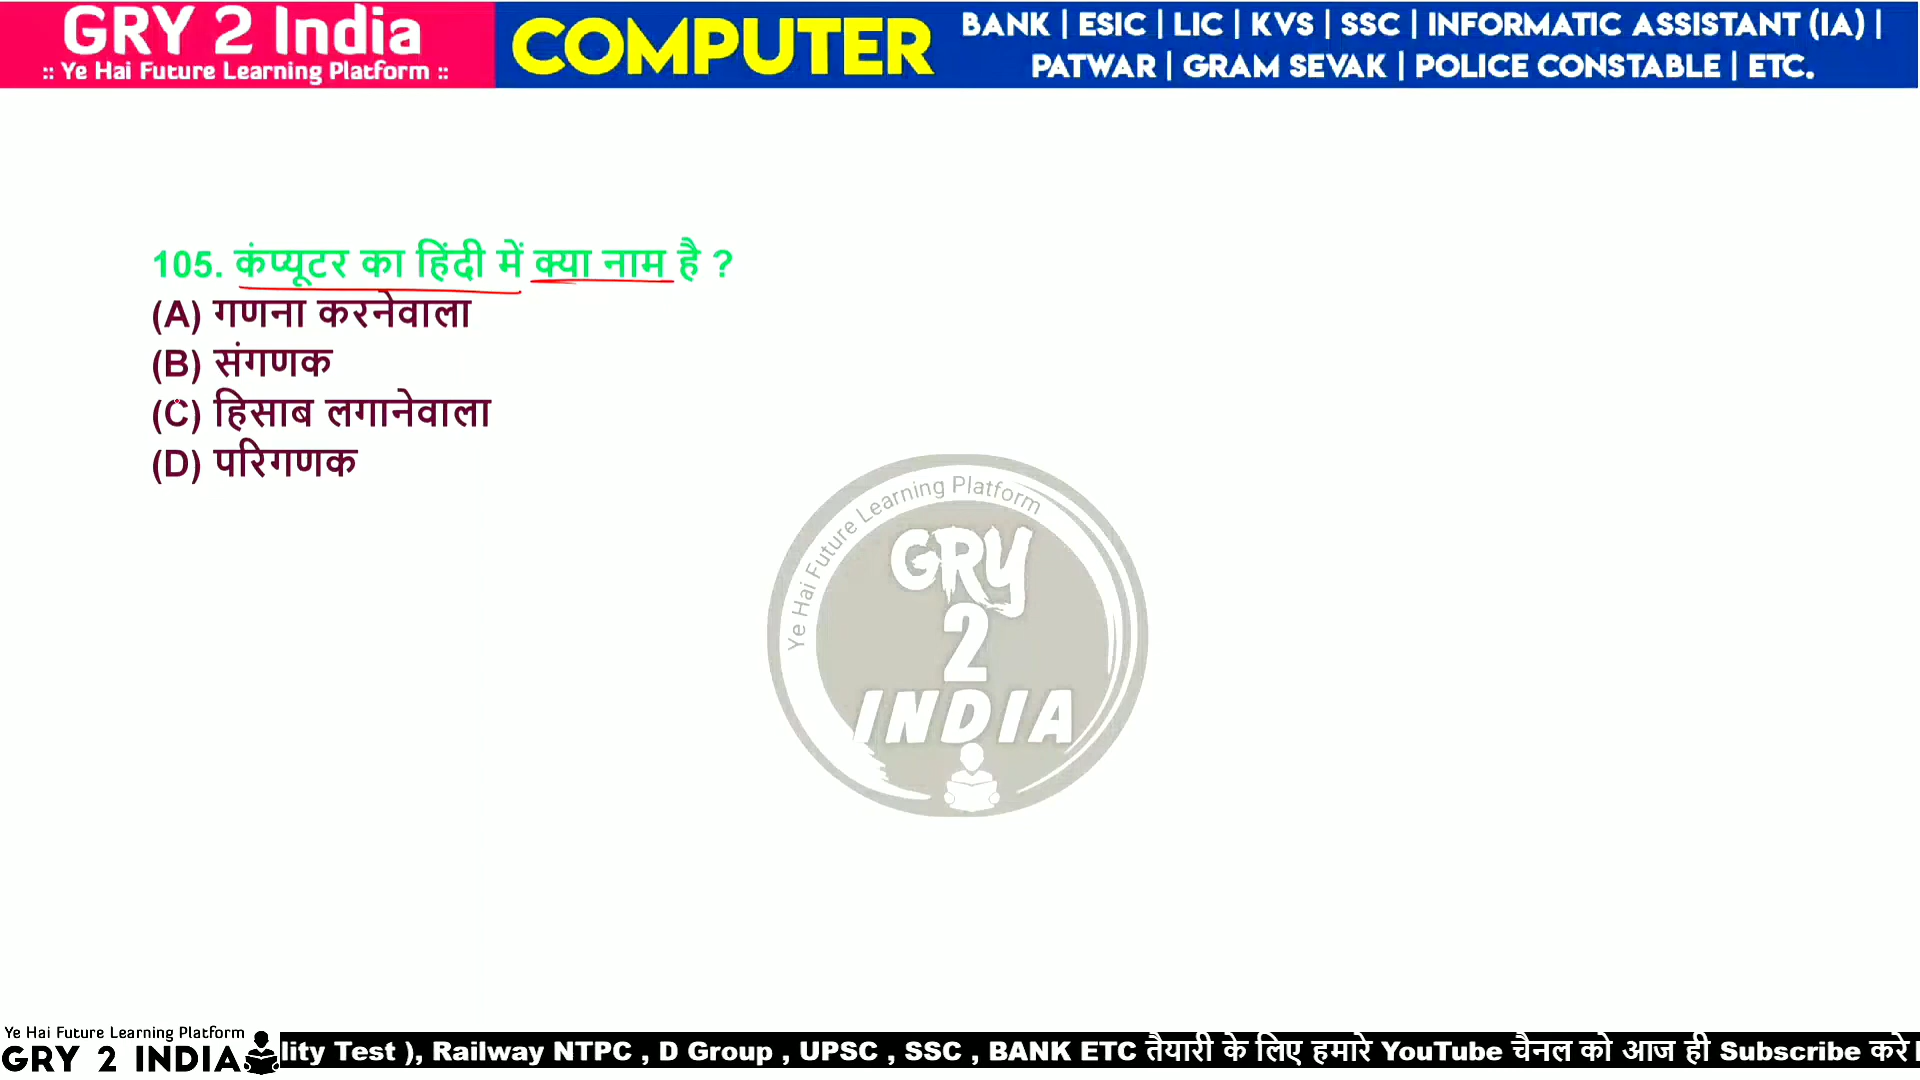 GRY 2 India
:: Ye Hai Future Learning Platform ::
COMPUTER
BANK | ESIC | LIC | KVS | SSC | INFORMATIC ASSISTANT (IA) |
PATWAR | GRAM SEVAK | POLICE CONSTABLE | ETC.
105. कंप्यूटर का हिंदी में क्या नाम है ?
(A) गणना करनेवाला
(B) संगणक
(C) हिसाब लगानेवाला
(D) परिगणक
Ye Hai Future Learning Platform
GRY
2
INDIA
Ye Hai Future Learning Platform
GRY 2 INDIA
lity Test ), Railway NTPC , D Group , UPSC , SSC , BANK ETC तैयारी के लिए हमारे YouTube चैनल को आज ही Subscribe करे